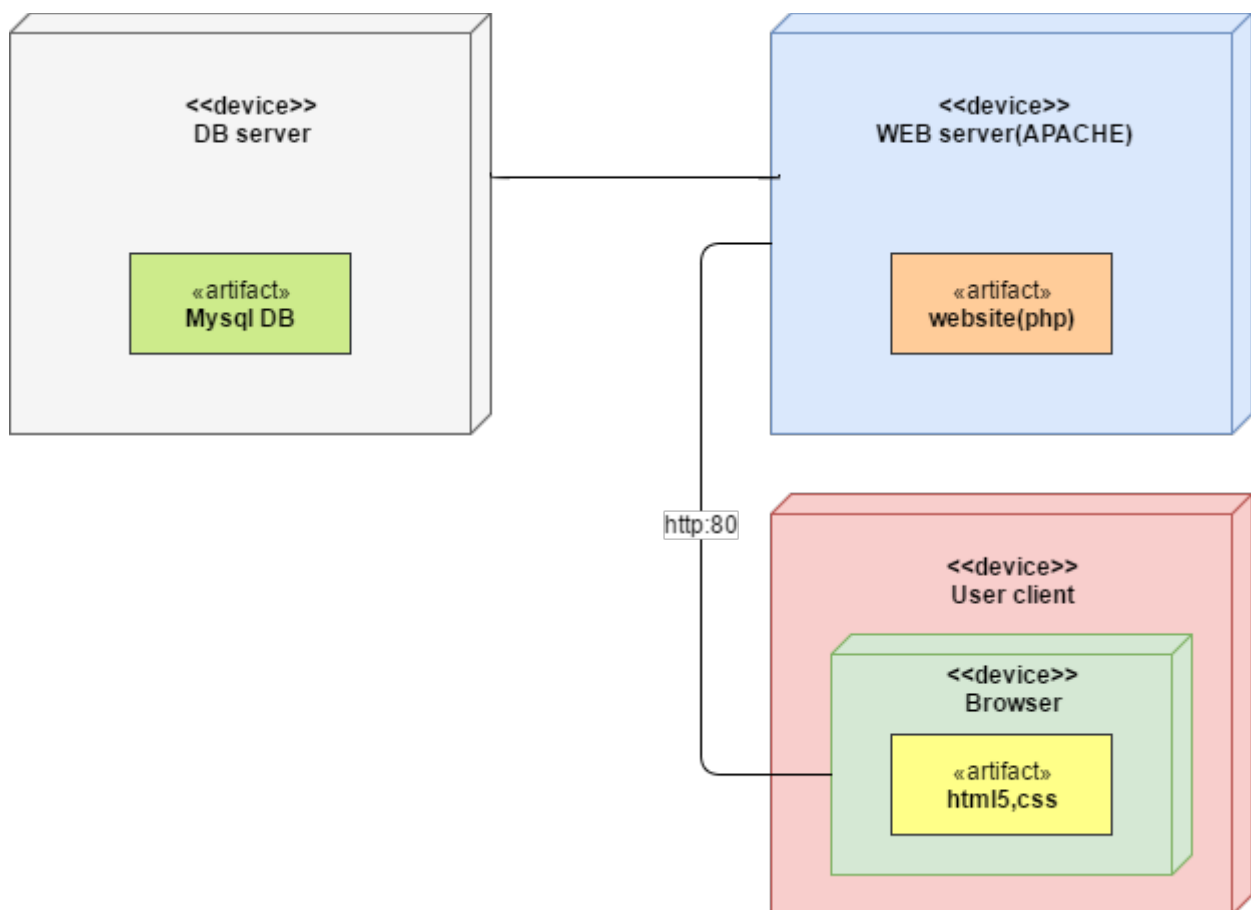 <<device>>
DB server
«artifact»
Mysql DB
<<device>>
WEB server(APACHE)
«artifact»
website(php)
http:80
<<device>>
User client
<<device>>
Browser
«artifact»
html5,css